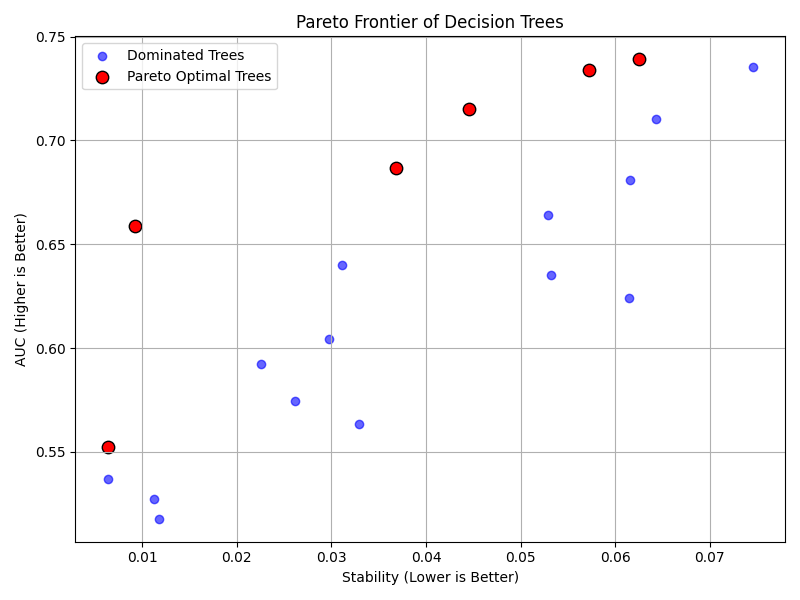 Pareto Frontier of Decision Trees
Dominated Trees
Pareto Optimal Trees
AUC (Higher is Better)
0.75
0.70
0.65
0.60
0.55
0.01 0.02 0.03 0.04 0.05 0.06 0.07
Stability (Lower is Better)